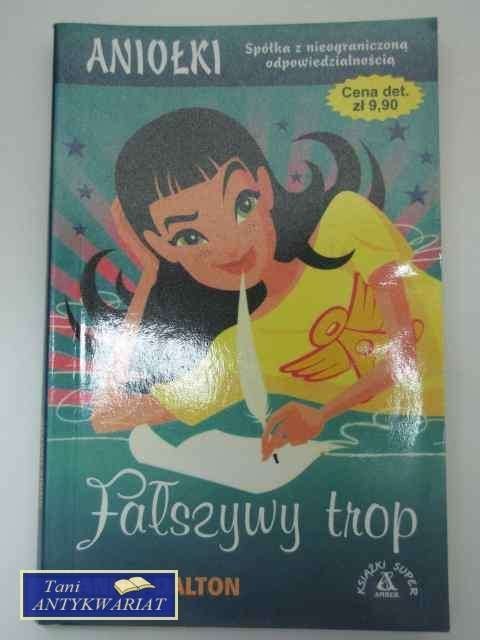 ANIOŁKI
Spółka z nieograniczoną
odpowiedzialnością
Cena det.
zł 9,90
Fałszywy trop
ALTON
KSIĄŻKI SUPER
AMBER
Tani
ANTYKWARIAT